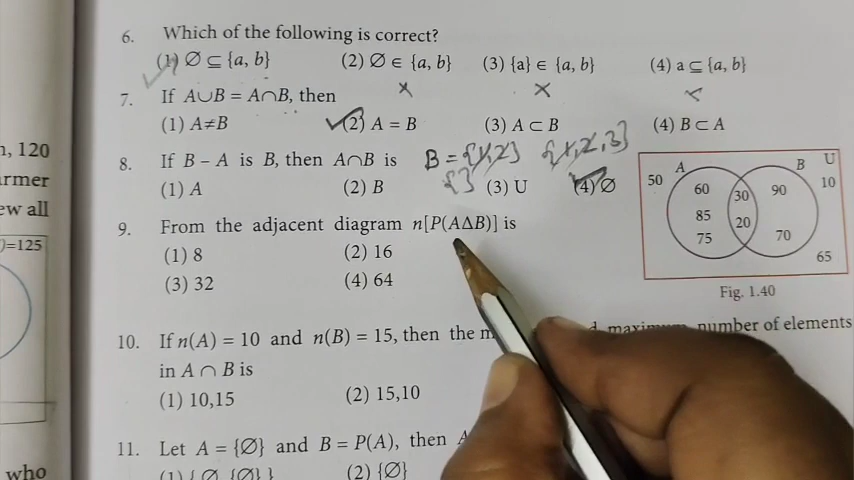 6. Which of the following is correct?
(1) ∅ ⊆ {a, b} (2) ∅ ∈ {a, b} (3) {a} ∈ {a, b} (4) a ⊆ {a, b}
7. If A∪B = A∩B, then
(1) A≠B (2) A = B (3) A ⊂ B (4) B ⊂ A
8. If B − A is B, then A∩B is B = {1,2} {1,2,3}
(1) A (2) B { } (3) U (4) ∅
9. From the adjacent diagram n[P(AΔB)] is
(1) 8 (2) 16
(3) 32 (4) 64
A B U
50 60 30 90 10
85 20
75 70
65
Fig. 1.40
10. If n(A) = 10 and n(B) = 15, then the maximum number of elements
in A ∩ B is
(1) 10,15 (2) 15,10
11. Let A = {∅} and B = P(A), then A
(1) { ∅, {∅} } (2) {∅}
, 120
rmer
ew all
)=125
who